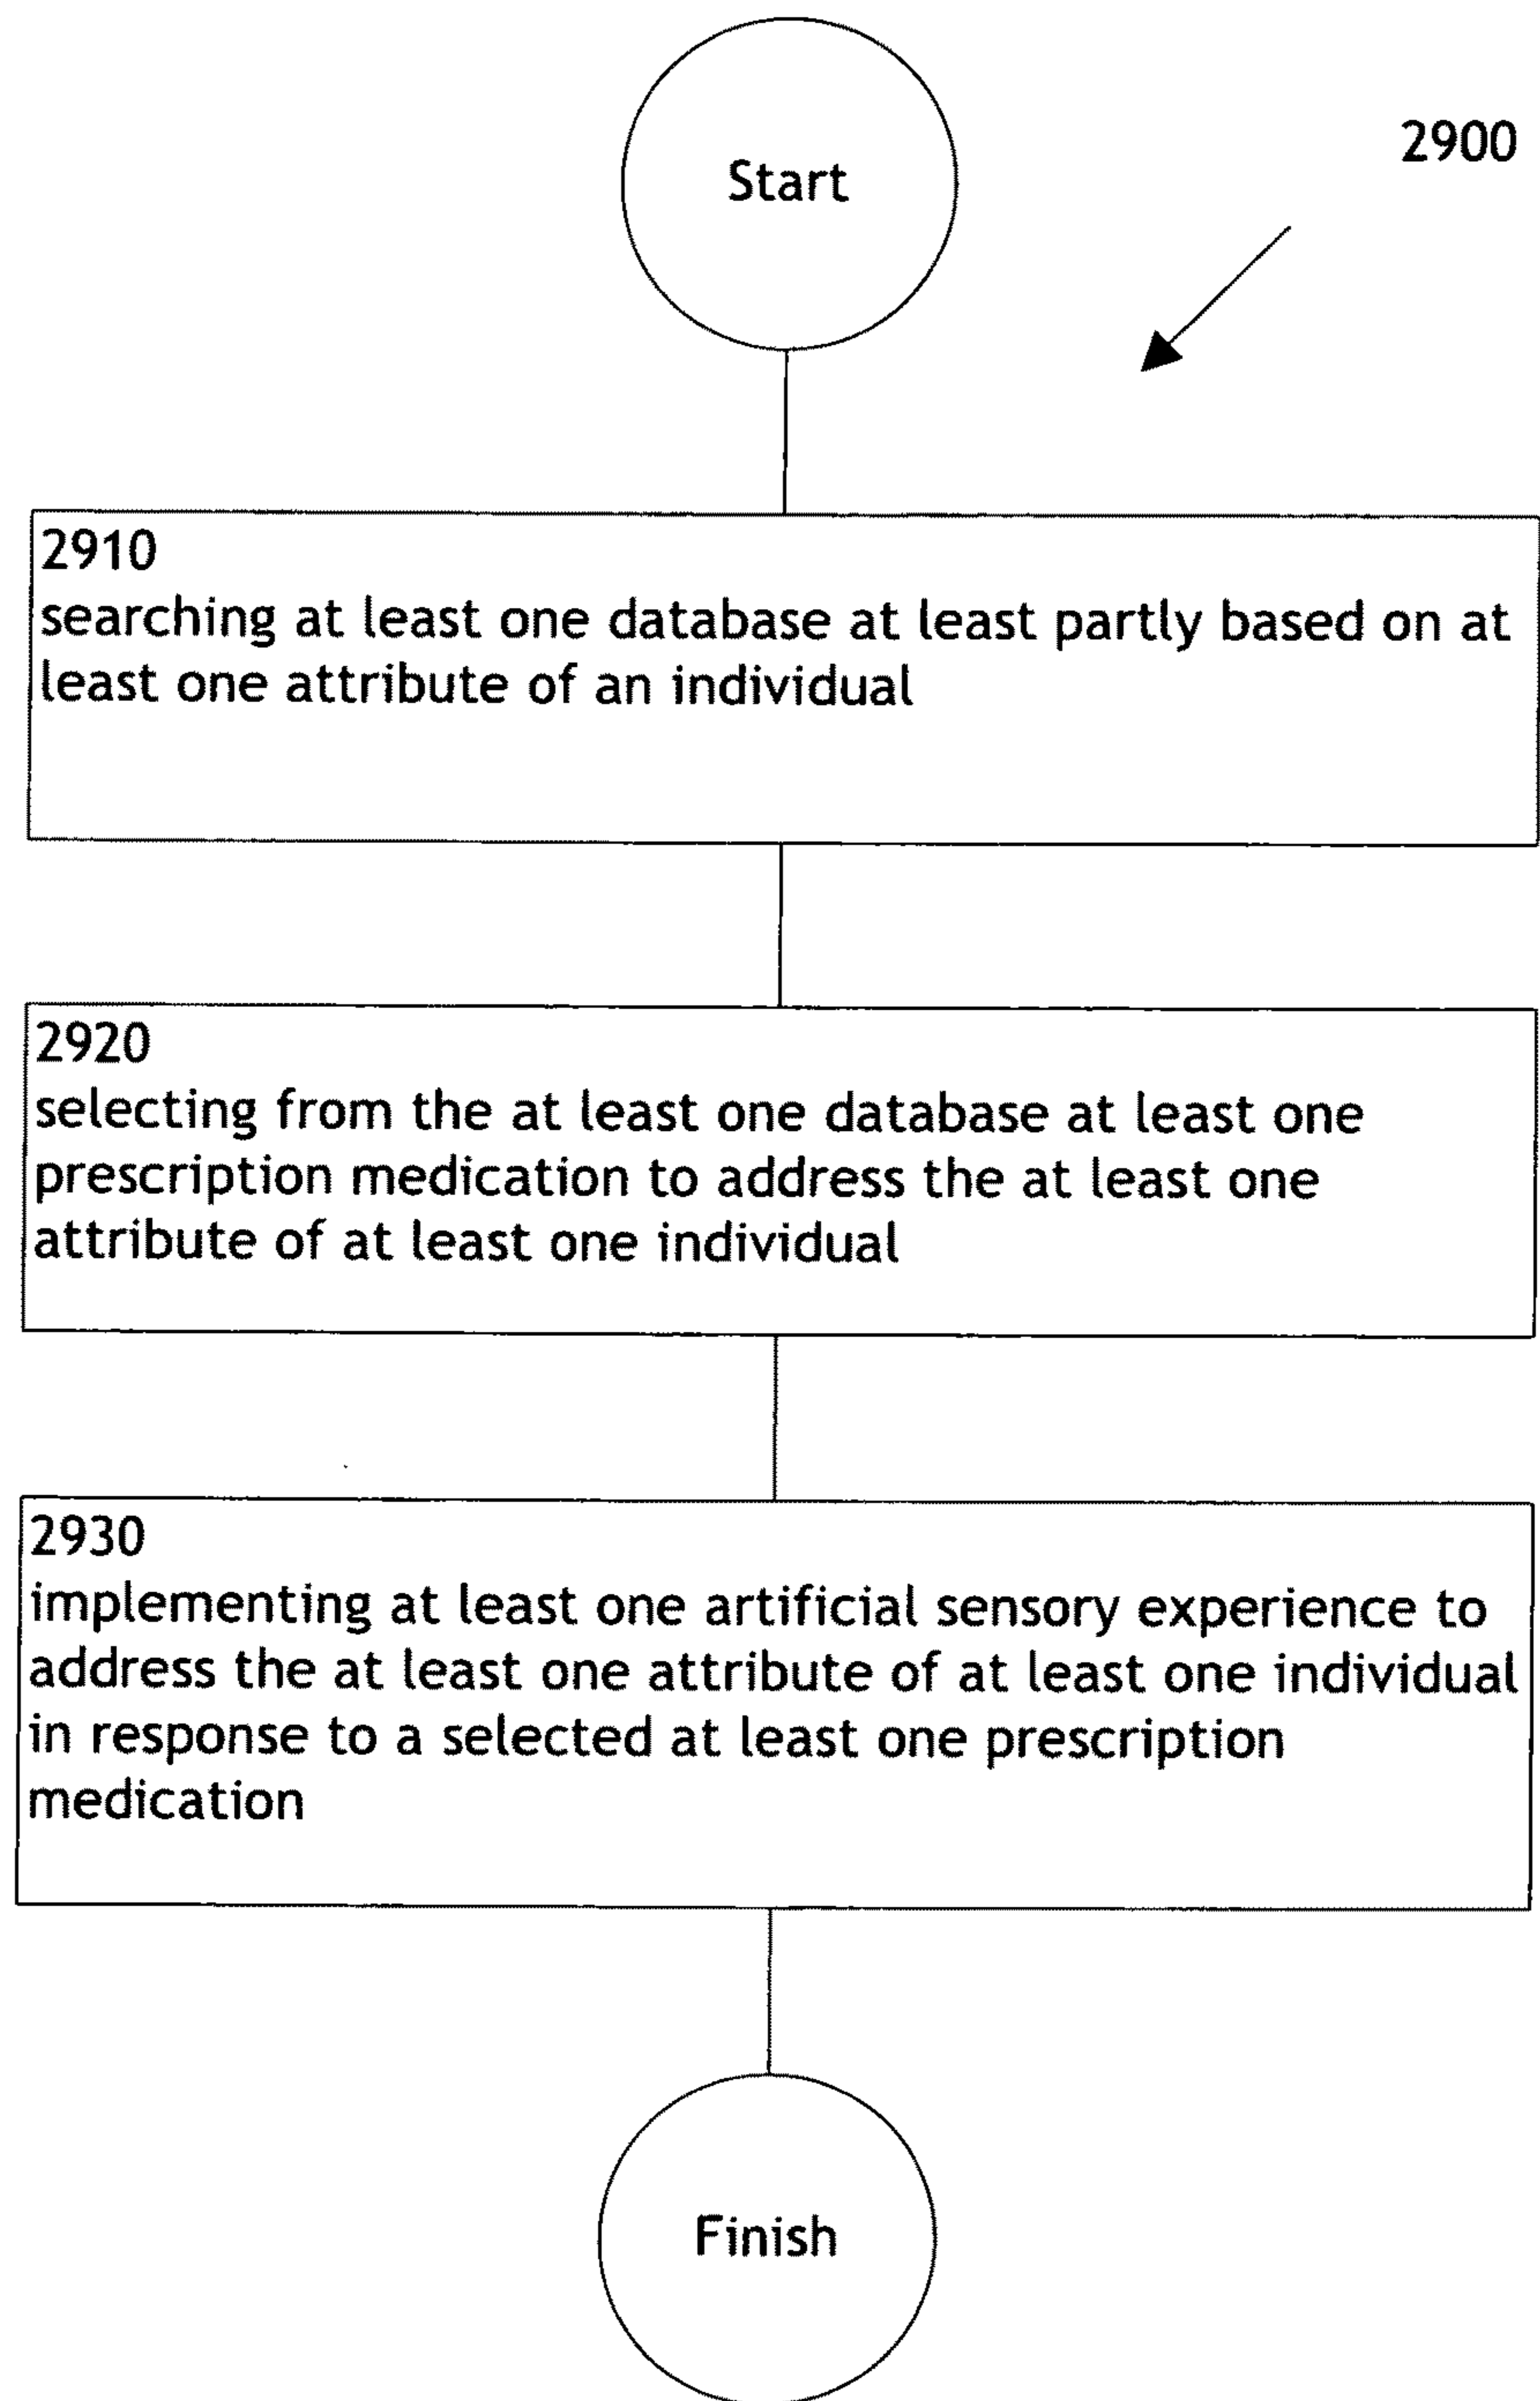 Start
2900
2910
searching at least one database at least partly based on at
least one attribute of an individual
2920
selecting from the at least one database at least one
prescription medication to address the at least one
attribute of at least one individual
2930
implementing at least one artificial sensory experience to
address the at least one attribute of at least one individual
in response to a selected at least one prescription
medication
Finish